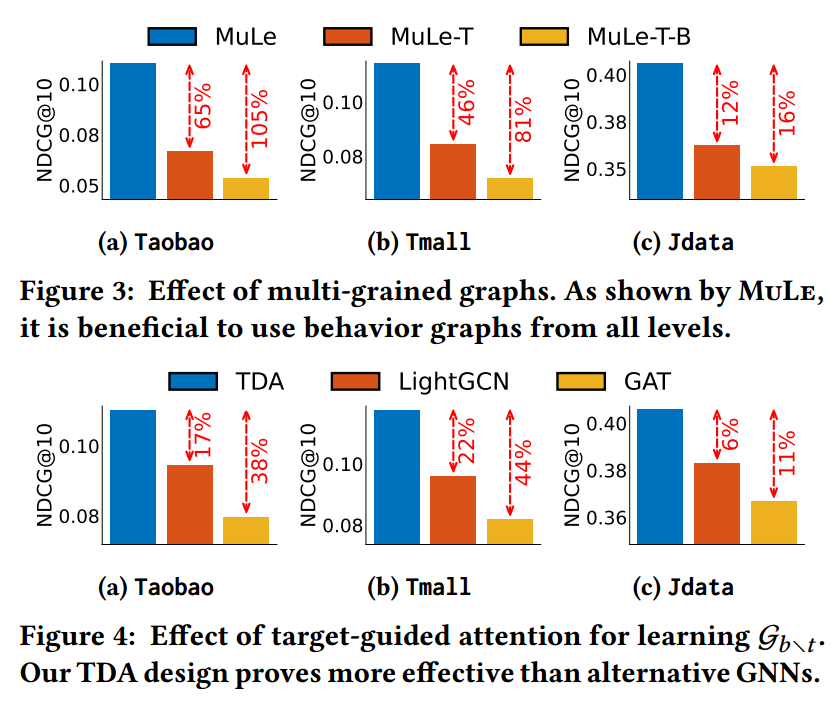 MuLe MuLe-T MuLe-T-B
NDCG@10 0.10 0.08 0.05 65% 105%
NDCG@10 0.10 0.08 46% 81%
NDCG@10 0.40 0.38 0.35 12% 16%
(a) Taobao (b) Tmall (c) Jdata
Figure 3: Effect of multi-grained graphs. As shown by MuLe,
it is beneficial to use behavior graphs from all levels.
TDA LightGCN GAT
NDCG@10 0.10 0.08 17% 38%
NDCG@10 0.10 0.08 22% 44%
NDCG@10 0.40 0.38 0.36 6% 11%
(a) Taobao (b) Tmall (c) Jdata
Figure 4: Effect of target-guided attention for learning 𝒢b∖t.
Our TDA design proves more effective than alternative GNNs.